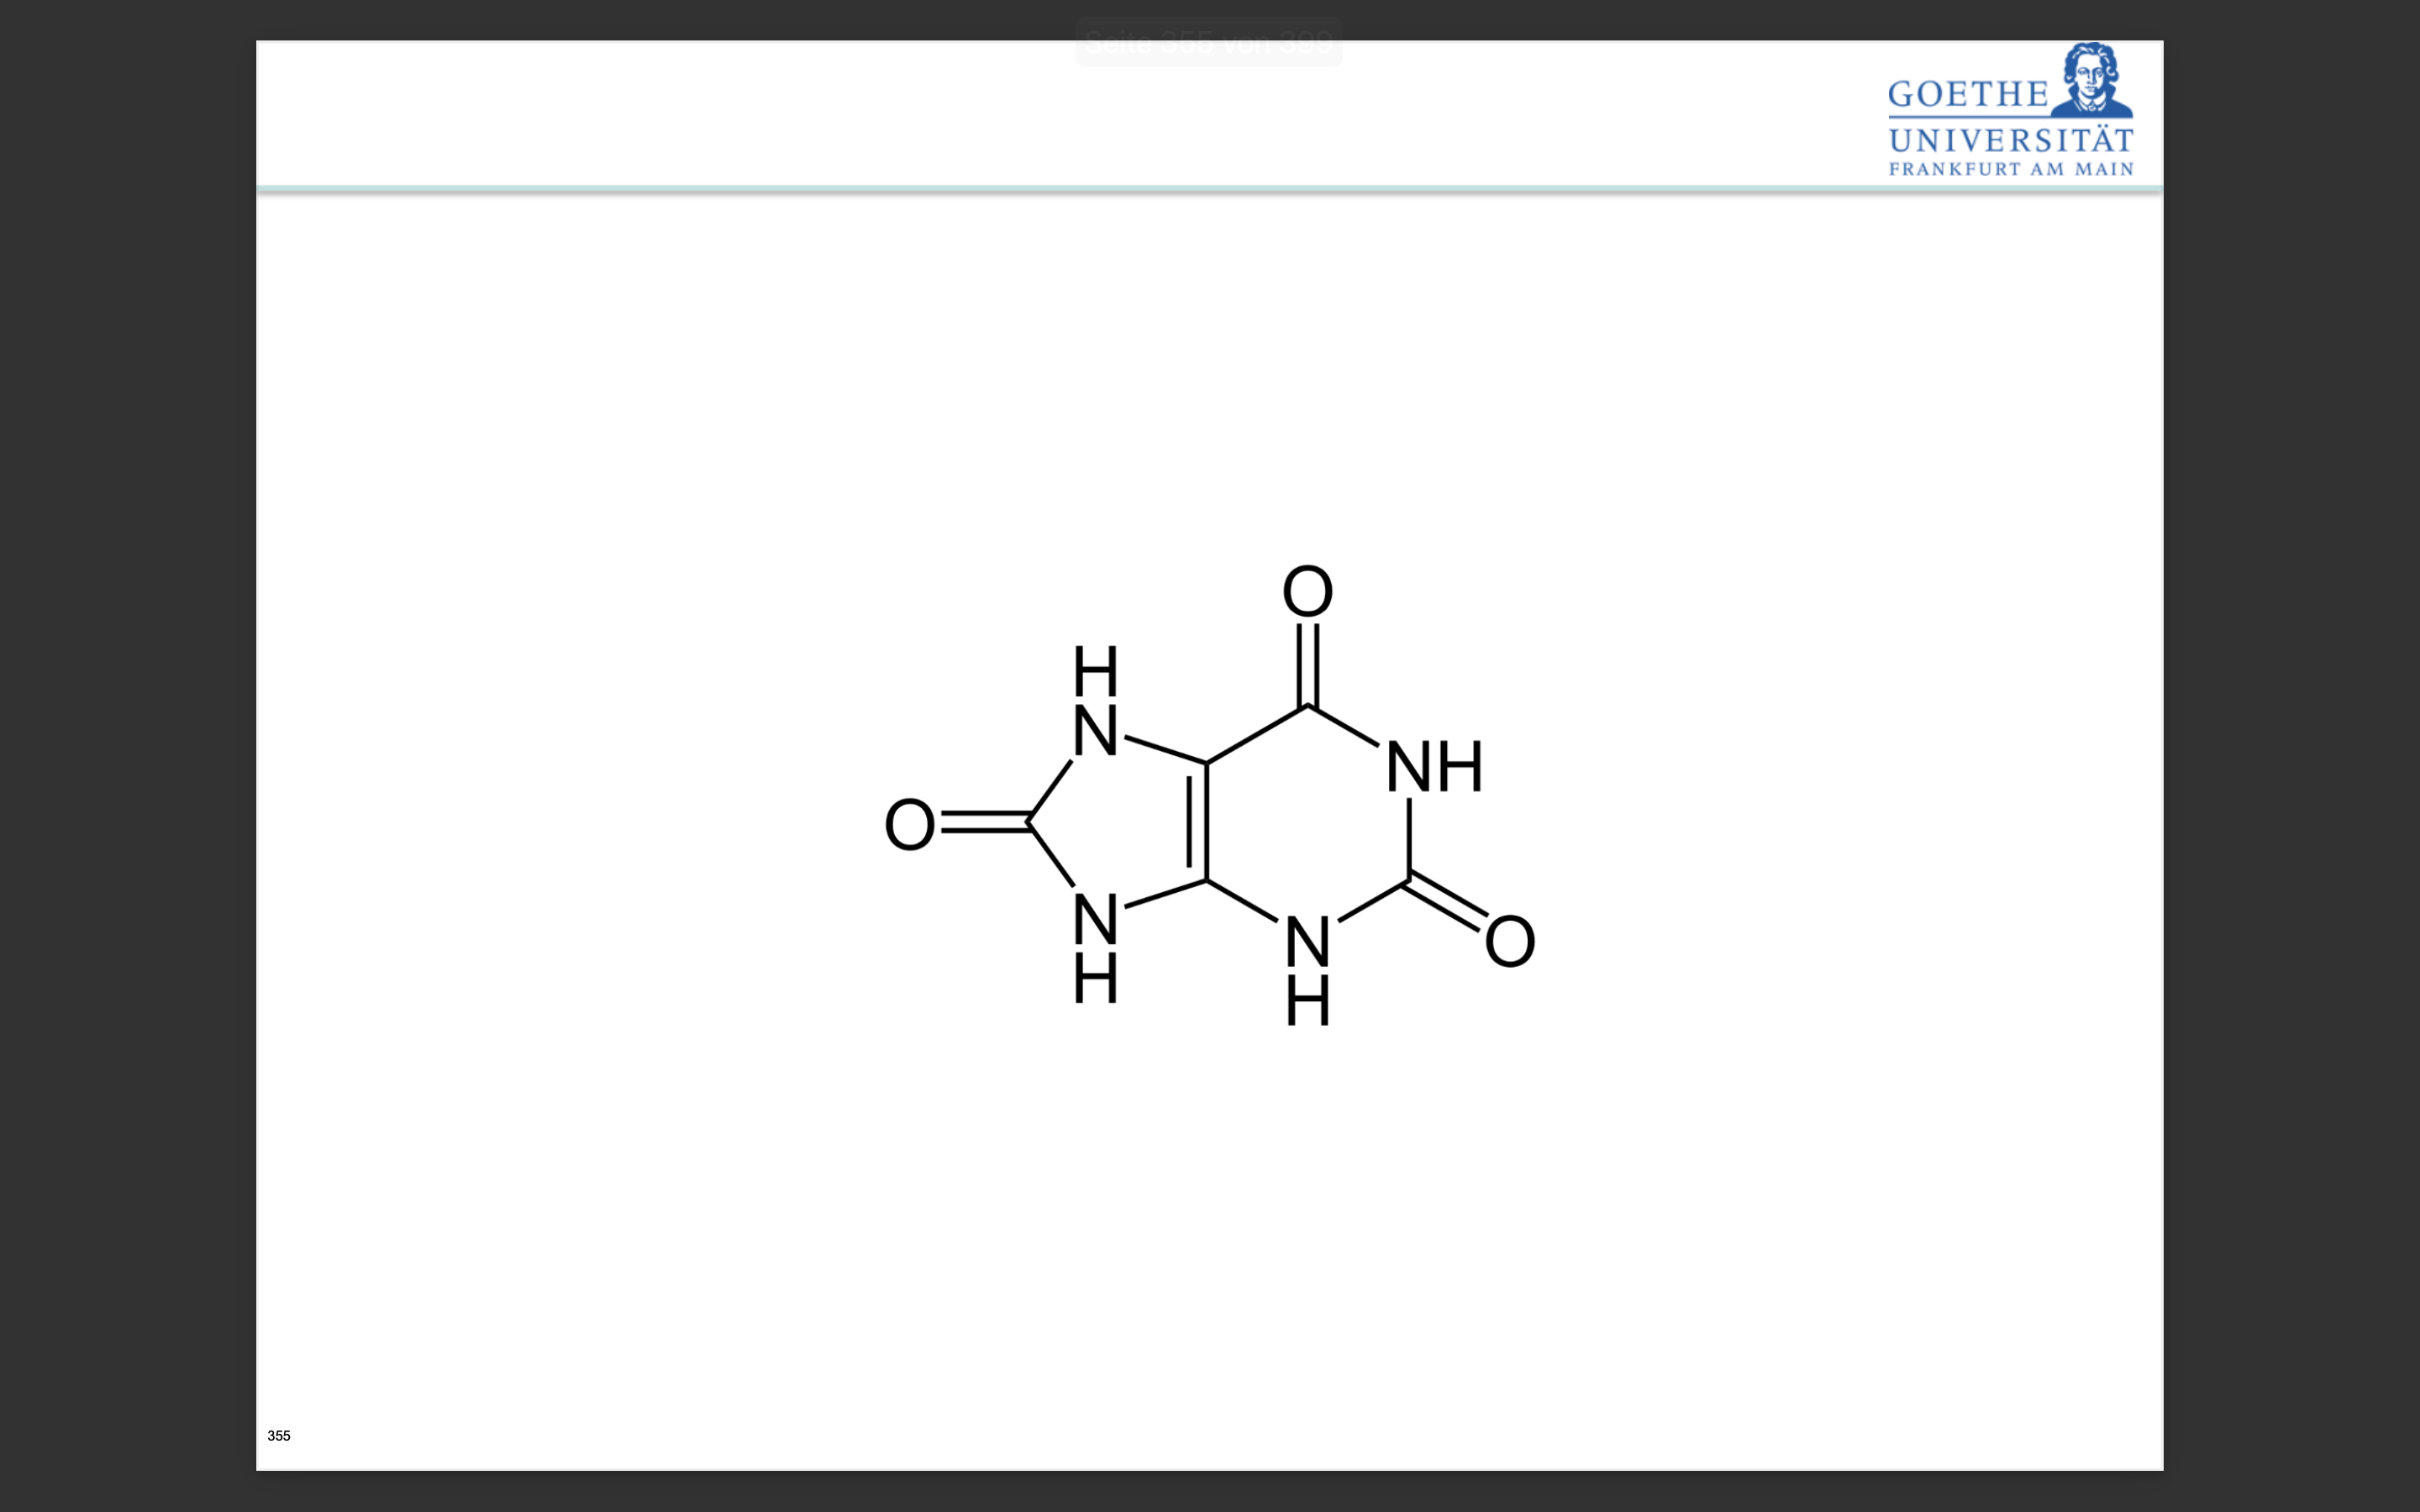 Seite 355 von 399
GOETHE
UNIVERSITÄT
FRANKFURT AM MAIN
O
H
N
NH
O
N
N
O
H
H
355